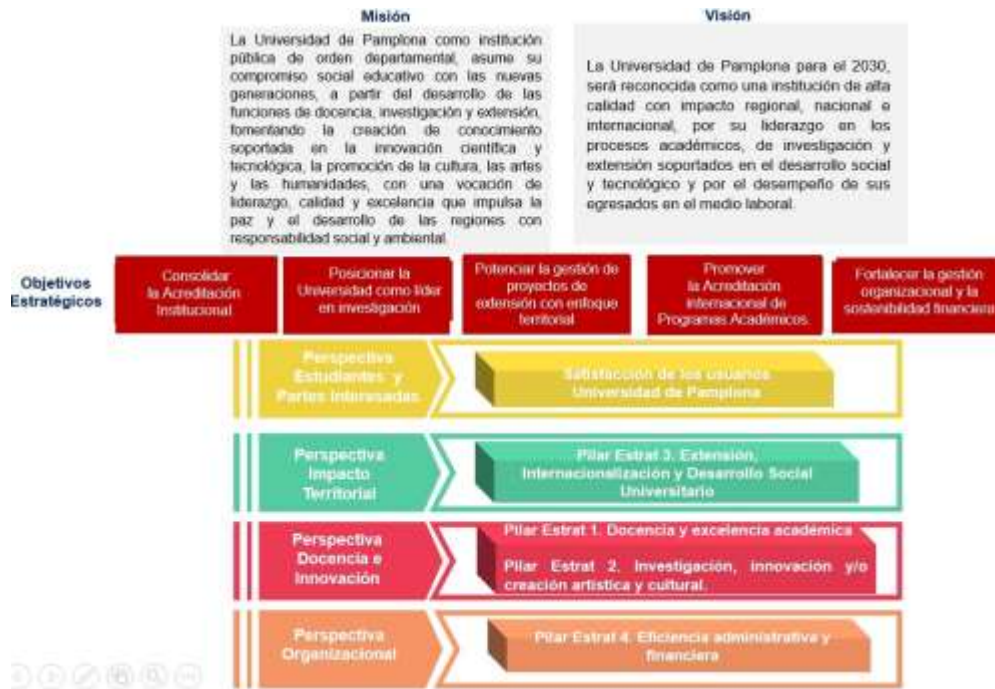 Misión
La Universidad de Pamplona como institución
pública de orden departamental, asume su
compromiso social educativo con las nuevas
generaciones, a partir del desarrollo de las
funciones de docencia, investigación y extensión,
fomentando la creación de conocimiento
soportada en la innovación científica y
tecnológica, la promoción de la cultura, las artes
y las humanidades, con una vocación de
liderazgo, calidad y excelencia que impulsa la
paz y el desarrollo de las regiones con
responsabilidad social y ambiental.
Visión
La Universidad de Pamplona para el 2030,
será reconocida como una institución de alta
calidad con impacto regional, nacional e
internacional, por su liderazgo en los
procesos académicos, de investigación y
extensión soportados en el desarrollo social
y tecnológico y por el desempeño de sus
egresados en el medio laboral.
Objetivos
Estratégicos
Consolidar
la Acreditación
Institucional
Posicionar la
Universidad como líder
en investigación
Potenciar la gestión de
proyectos de
extensión con enfoque
territorial
Promover
la Acreditación
internacional de
Programas Académicos.
Fortalecer la gestión
organizacional y la
sostenibilidad financiera
Perspectiva
Estudiantes y
Partes Interesadas
Satisfacción de los usuarios
Universidad de Pamplona
Perspectiva
Impacto
Territorial
Pilar Estrat 3. Extensión,
Internacionalización y Desarrollo Social
Universitario
Perspectiva
Docencia e
Innovación
Pilar Estrat 1. Docencia y excelencia académica
Pilar Estrat 2. Investigación, innovación y/o
creación artística y cultural.
Perspectiva
Organizacional
Pilar Estrat 4. Eficiencia administrativa y
financiera